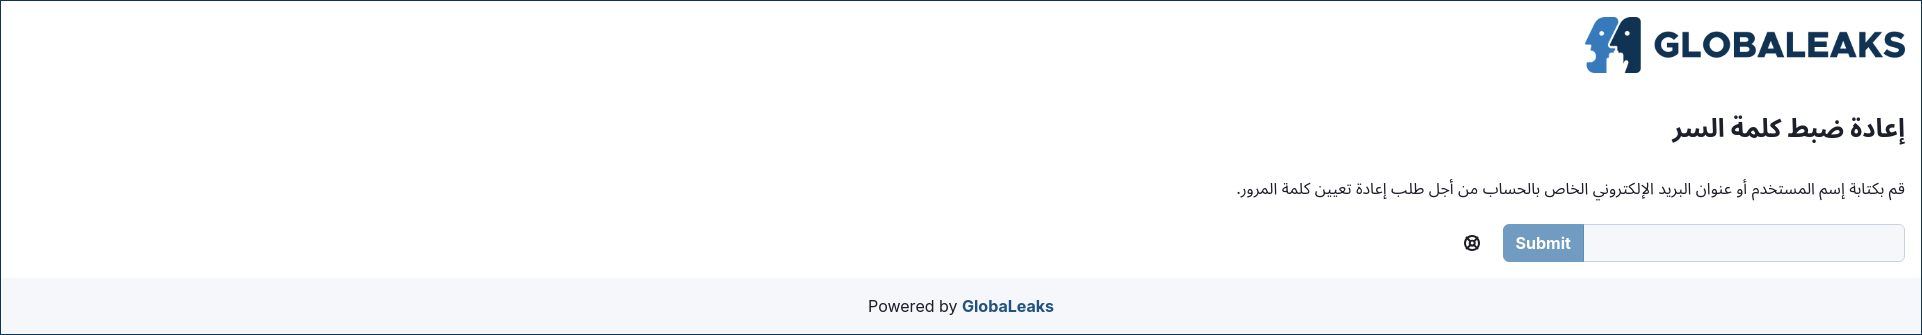 GLOBALEAKS
إعادة ضبط كلمة السر
قم بكتابة إسم المستخدم أو عنوان البريد الإلكتروني الخاص بالحساب من أجل طلب إعادة تعيين كلمة المرور.
Submit
Powered by GlobaLeaks